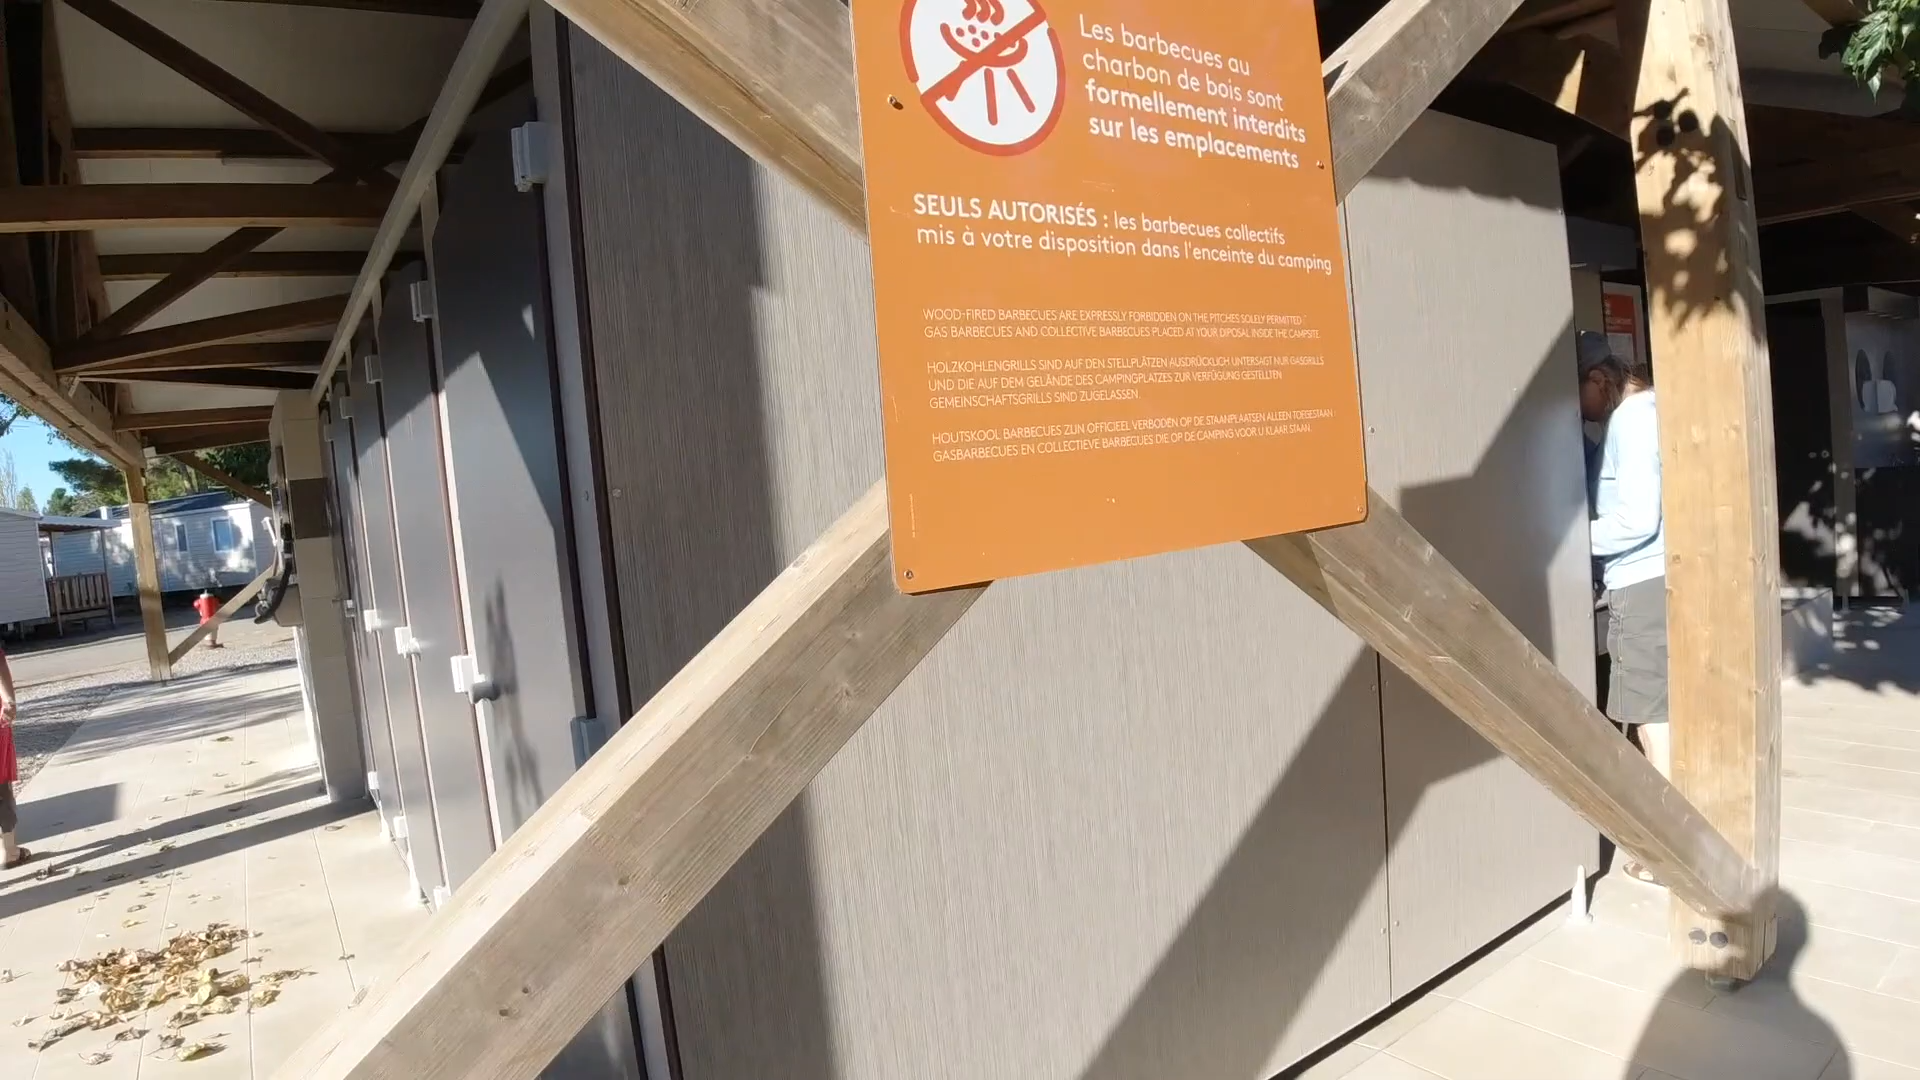 Les barbecues au
charbon de bois sont
formellement interdits
sur les emplacements
SEULS AUTORISÉS : les barbecues collectifs
mis à votre disposition dans l'enceinte du camping
WOOD-FIRED BARBECUES ARE EXPRESSLY FORBIDDEN ON THE PITCHES SOLELY PERMITTED :
GAS BARBECUES AND COLLECTIVE BARBECUES PLACED AT YOUR DIPOSAL INSIDE THE CAMPSITE.
HOLZKOHLENGRILLS SIND AUF DEN STELLPLÄTZEN AUSDRÜCKLICH UNTERSAGT NUR GASGRILLS
UND DIE AUF DEM GELÄNDE DES CAMPINGPLATZES ZUR VERFÜGUNG GESTELLTEN
GEMEINSCHAFTSGRILLS SIND ZUGELASSEN.
HOUTSKOOL BARBECUES ZIJN OFFICIEEL VERBODEN OP DE STAANPLAATSEN ALLEEN TOEGESTAAN :
GASBARBECUES EN COLLECTIEVE BARBECUES DIE OP DE CAMPING VOOR U KLAAR STAAN.